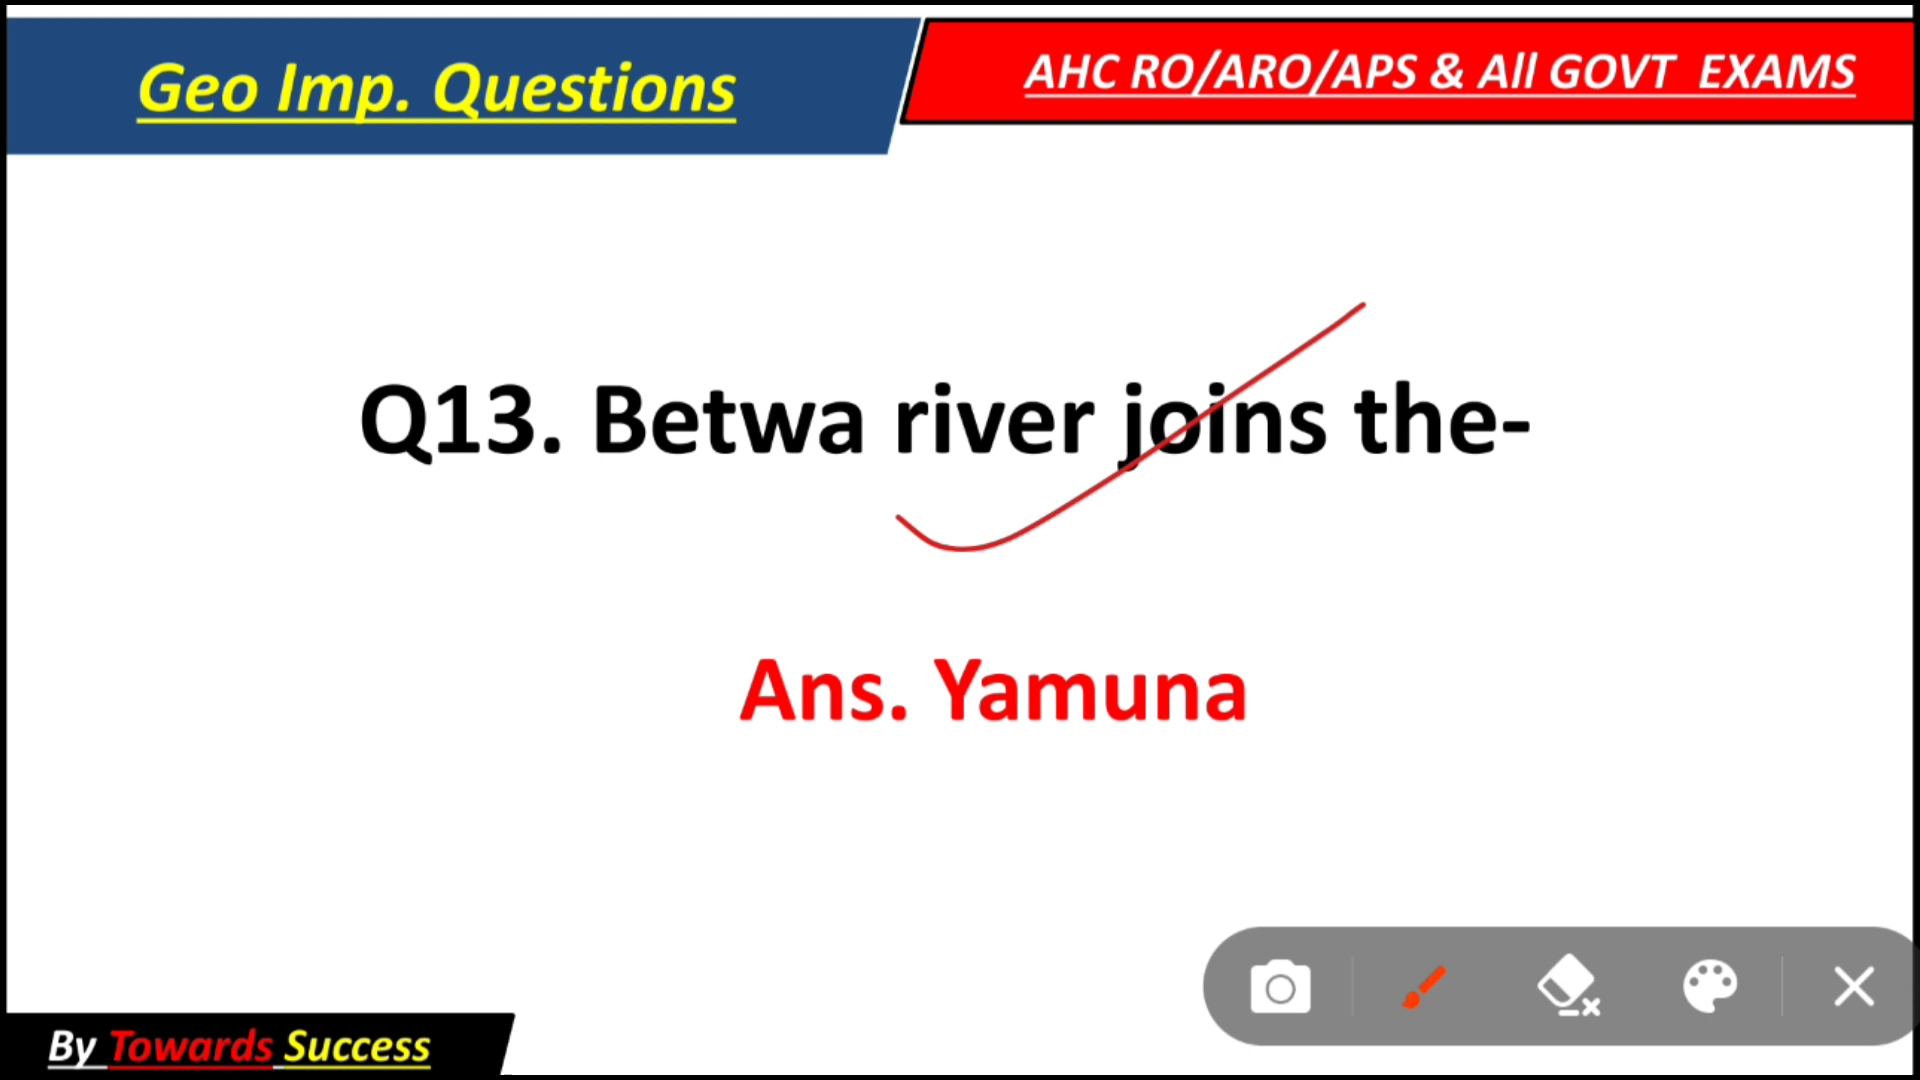 Geo Imp. Questions
AHC RO/ARO/APS & All GOVT EXAMS
Q13. Betwa river joins the-
Ans. Yamuna
By Towards Success